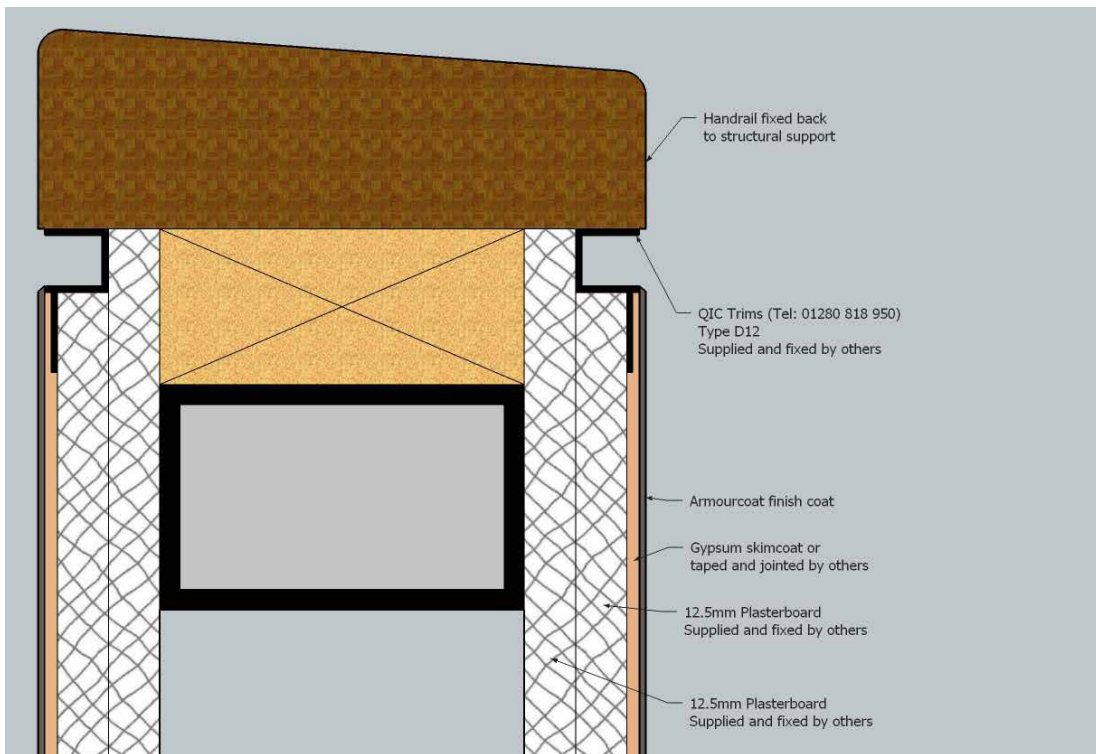 Handrail fixed back
to structural support
QIC Trims (Tel: 01280 818 950)
Type D12
Supplied and fixed by others
Armourcoat finish coat
Gypsum skimcoat or
taped and jointed by others
12.5mm Plasterboard
Supplied and fixed by others
12.5mm Plasterboard
Supplied and fixed by others